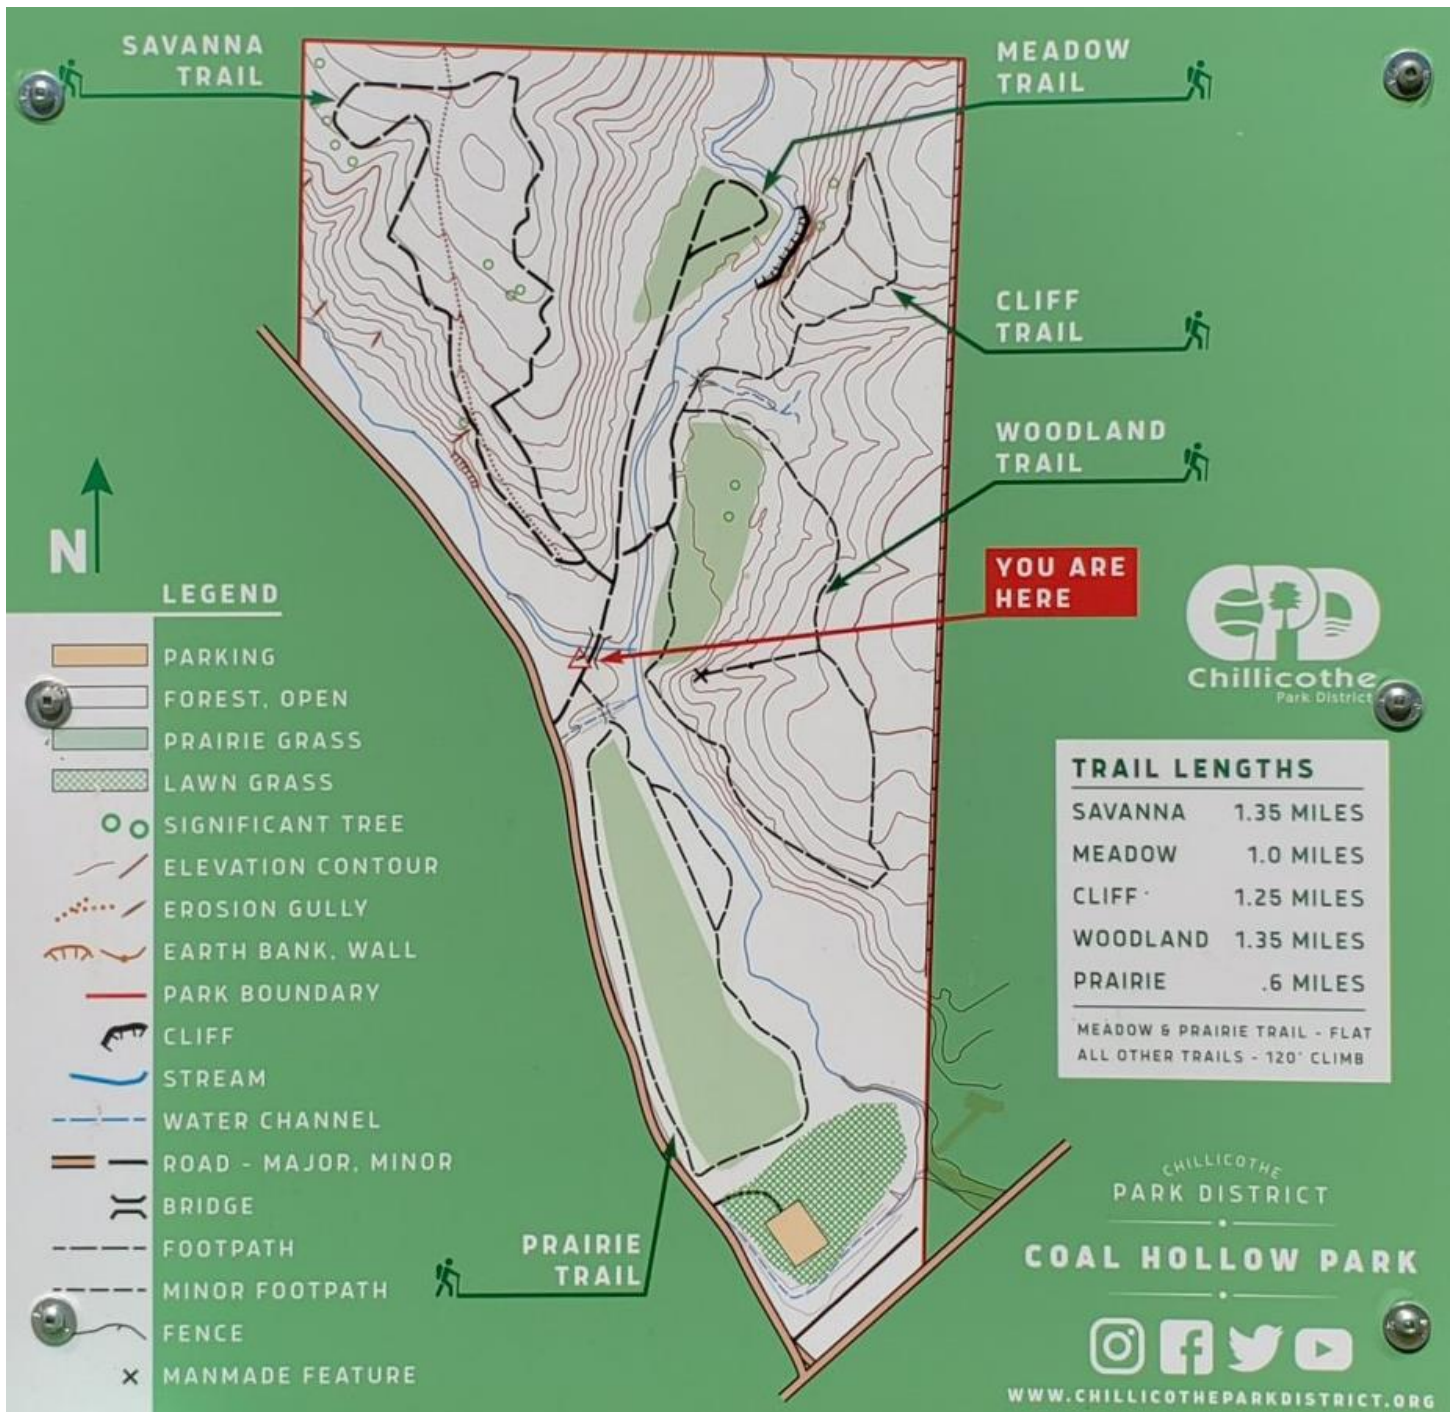 SAVANNA
TRAIL
MEADOW
TRAIL
CLIFF
TRAIL
WOODLAND
TRAIL
YOU ARE
HERE
N
LEGEND
PARKING
FOREST, OPEN
PRAIRIE GRASS
LAWN GRASS
SIGNIFICANT TREE
ELEVATION CONTOUR
EROSION GULLY
EARTH BANK, WALL
PARK BOUNDARY
CLIFF
STREAM
WATER CHANNEL
ROAD - MAJOR, MINOR
BRIDGE
FOOTPATH
MINOR FOOTPATH
FENCE
MANMADE FEATURE
PRAIRIE
TRAIL
CPD
Chillicothe
Park District
TRAIL LENGTHS
SAVANNA 1.35 MILES
MEADOW 1.0 MILES
CLIFF 1.25 MILES
WOODLAND 1.35 MILES
PRAIRIE .6 MILES
MEADOW & PRAIRIE TRAIL - FLAT
ALL OTHER TRAILS - 120' CLIMB
CHILLICOTHE
PARK DISTRICT
COAL HOLLOW PARK
WWW.CHILLICOTHEPARKDISTRICT.ORG